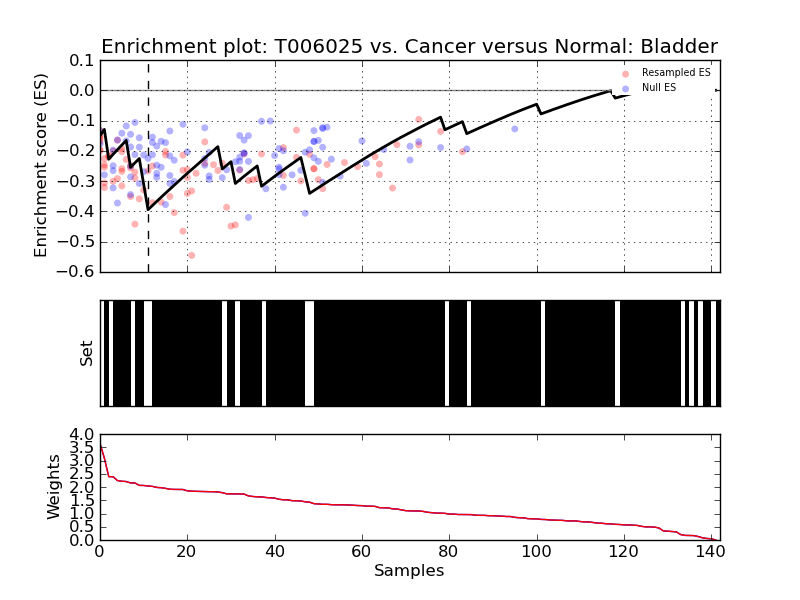 Enrichment plot: T006025 vs. Cancer versus Normal: Bladder
0.1
0.0
−0.1
−0.2
−0.3
−0.4
−0.5
−0.6
Enrichment score (ES)
Resampled ES
Null ES
Set
4.0
3.5
3.0
2.5
2.0
1.5
1.0
0.5
0.0
Weights
0 20 40 60 80 100 120 140
Samples